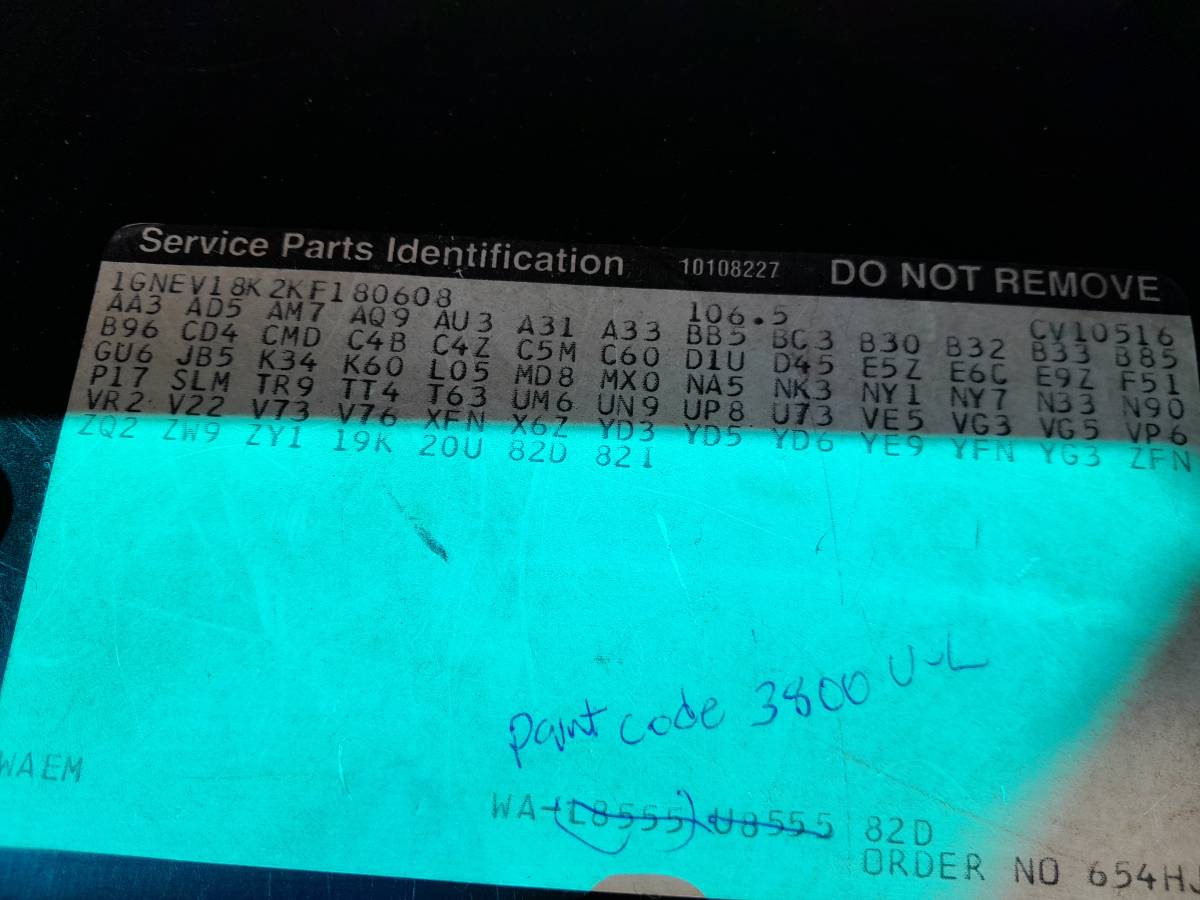 Service Parts Identification 10108227 DO NOT REMOVE
1GNEV18K2KF180608 106.5 CV10516
AA3 AD5 AM7 AQ9 AU3 A31 A33 BB5 BC3 B30 B32 B33 B85
B96 CD4 CMD C4B C4Z C5M C60 D1U D45 E5Z E6C E9Z F51
GU6 JB5 K34 K60 L05 MD8 MX0 NA5 NK3 NY1 NY7 N33 N90
P17 SLM TR9 TT4 T63 UM6 UN9 UP8 U73 VE5 VG3 VG5 VP6
VR2 V22 V73 V76 XFN X6Z YD3 YD5 YD6 YE9 YFN YG3 ZFN
ZQ2 ZW9 ZY1 19K 20U 82D 82I
paint code 3800 U-L
WAEM
WA-L8555 U8555 82D
ORDER NO 654HJ